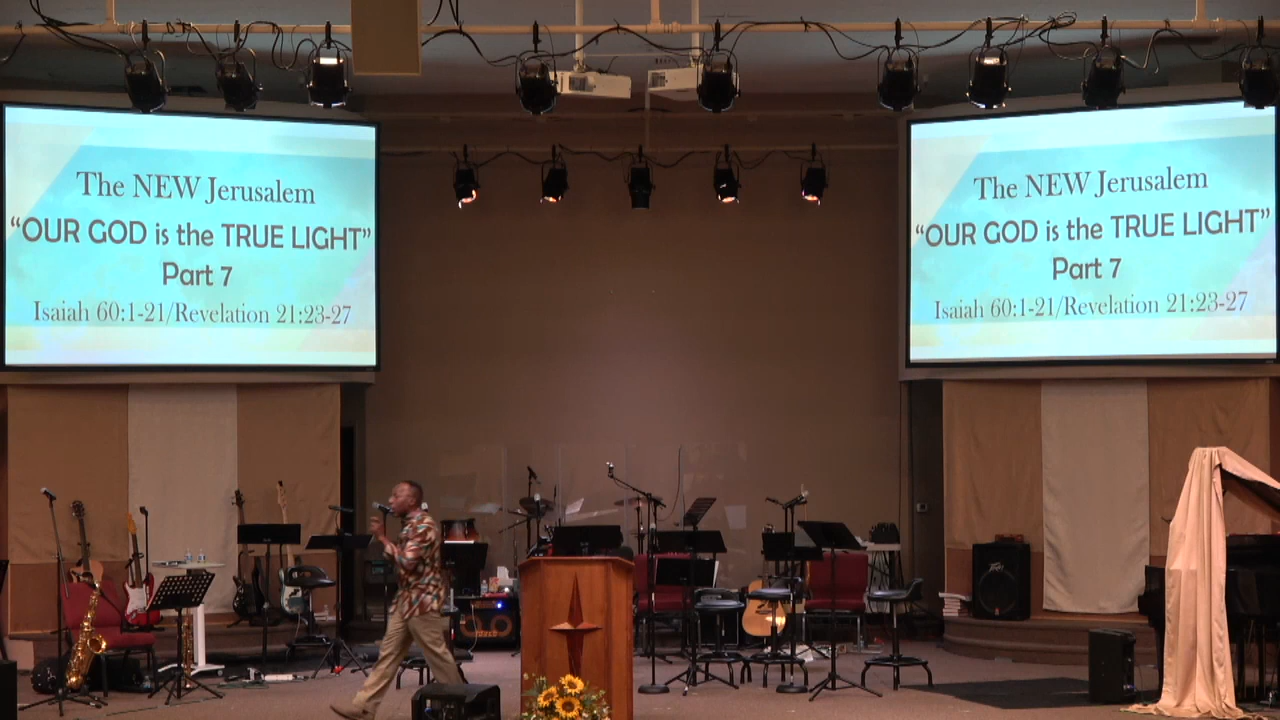 The NEW Jerusalem
“OUR GOD is the TRUE LIGHT”
Part 7
Isaiah 60:1-21/Revelation 21:23-27
The NEW Jerusalem
“OUR GOD is the TRUE LIGHT”
Part 7
Isaiah 60:1-21/Revelation 21:23-27